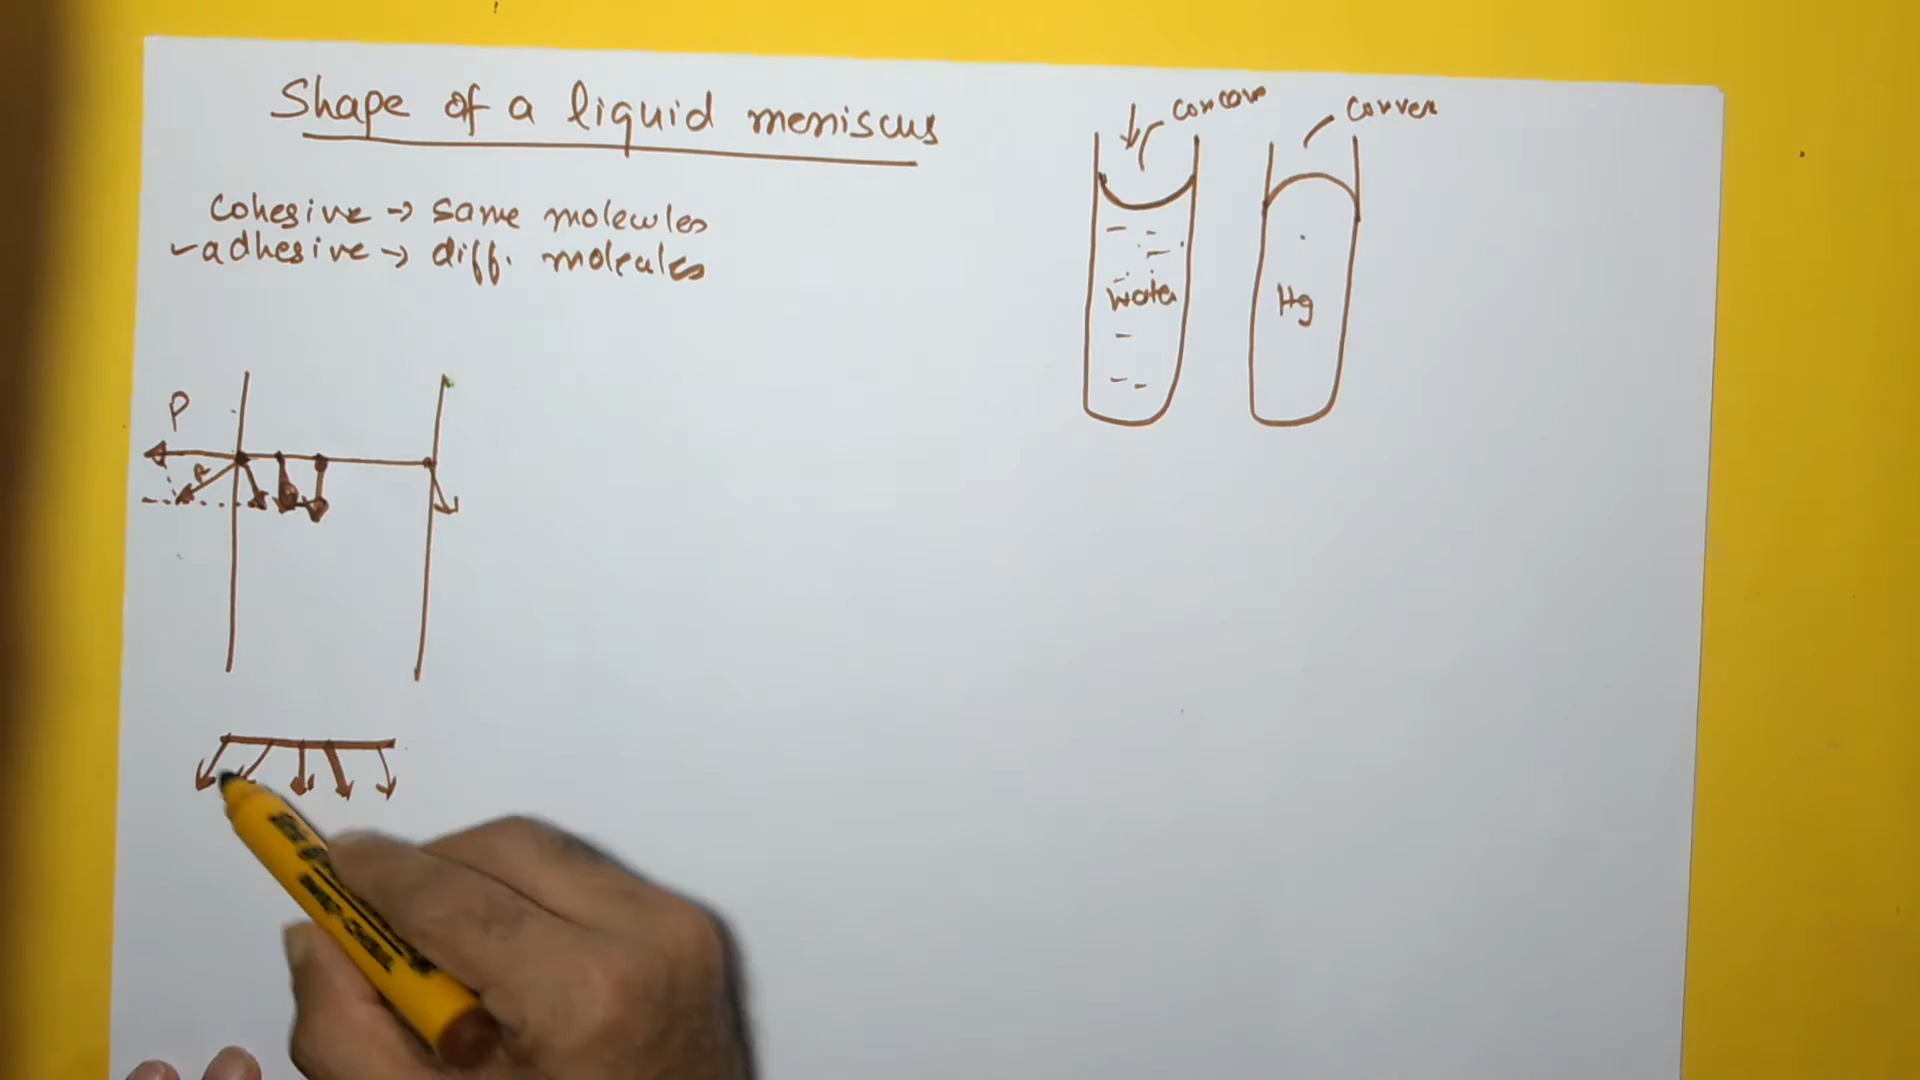 Shape of a liquid meniscus
Cohesive → same molecules
✓adhesive → diff. molecules
concave
convex
water
Hg
P
R